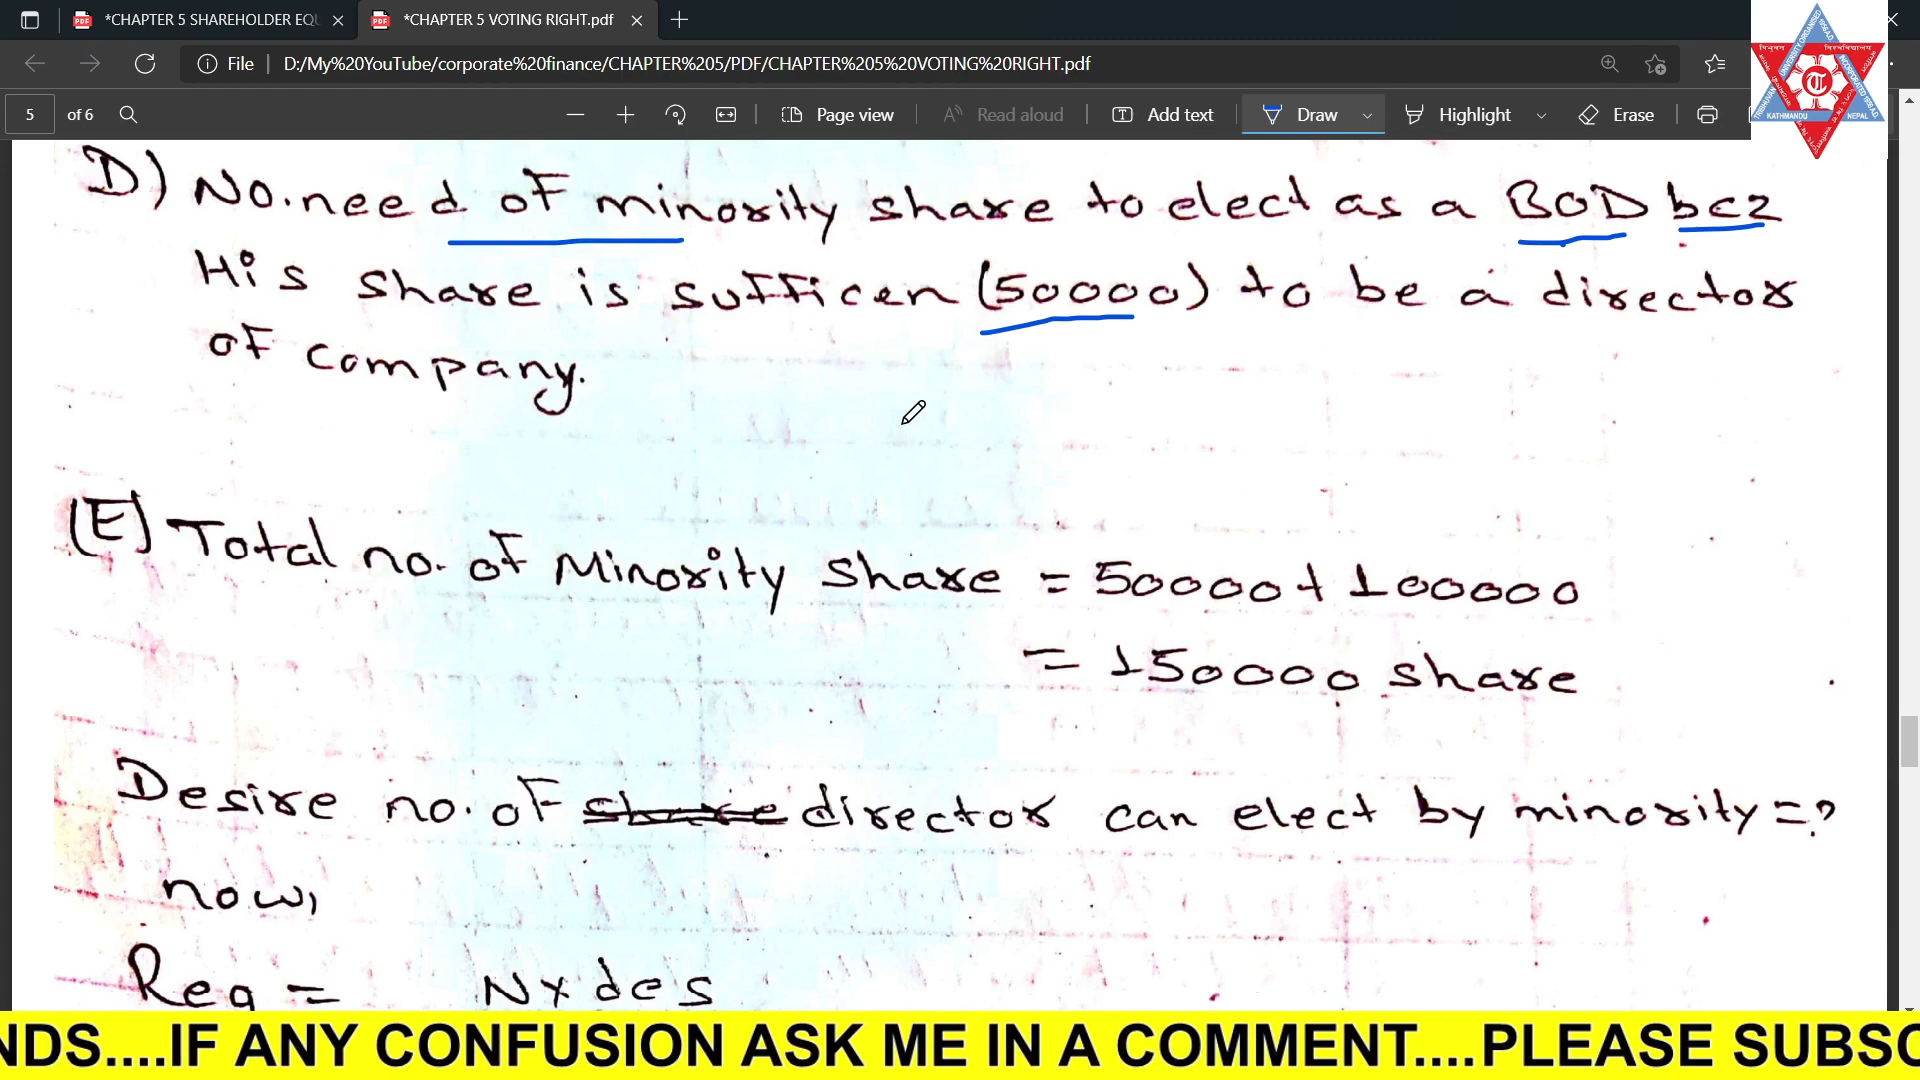 *CHAPTER 5 SHAREHOLDER EQU
*CHAPTER 5 VOTING RIGHT.pdf
File
D:/My%20YouTube/corporate%20finance/CHAPTER%205/PDF/CHAPTER%205%20VOTING%20RIGHT.pdf
5 of 6
Page view
Read aloud
Add text
Draw
Highlight
Erase
KATHMANDU NEPAL
D) No. need of minority share to elect as a BOD bcz
His share is sufficen (50000) to be a director
of company.
(E) Total no. of Minority share = 50000 + 100000
= 150000 share
Desire no. of share director can elect by minority = ?
now,
Req = N x des
NDS....IF ANY CONFUSION ASK ME IN A COMMENT....PLEASE SUBSC